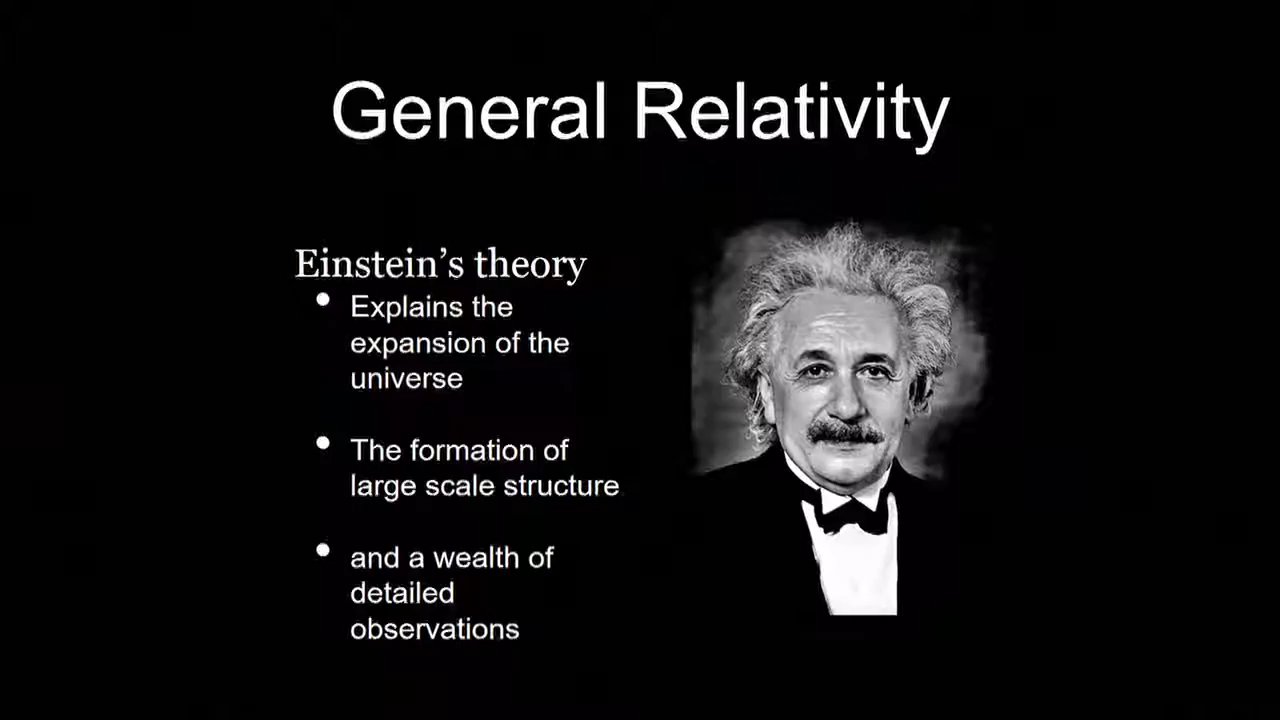 General Relativity
Einstein’s theory
• Explains the
expansion of the
universe
• The formation of
large scale structure
• and a wealth of
detailed
observations